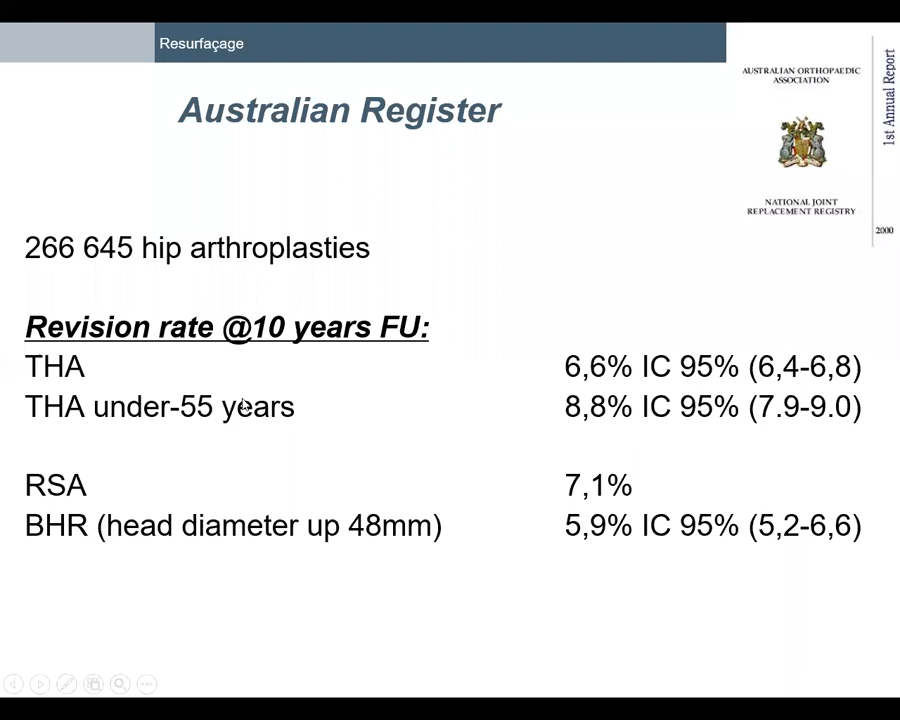 Resurfaçage
Australian Register
AUSTRALIAN ORTHOPAEDIC
ASSOCIATION
NATIONAL JOINT
REPLACEMENT REGISTRY
1st Annual Report
2000
266 645 hip arthroplasties
Revision rate @10 years FU:
THA 6,6% IC 95% (6,4-6,8)
THA under-55 years 8,8% IC 95% (7.9-9.0)
RSA 7,1%
BHR (head diameter up 48mm) 5,9% IC 95% (5,2-6,6)